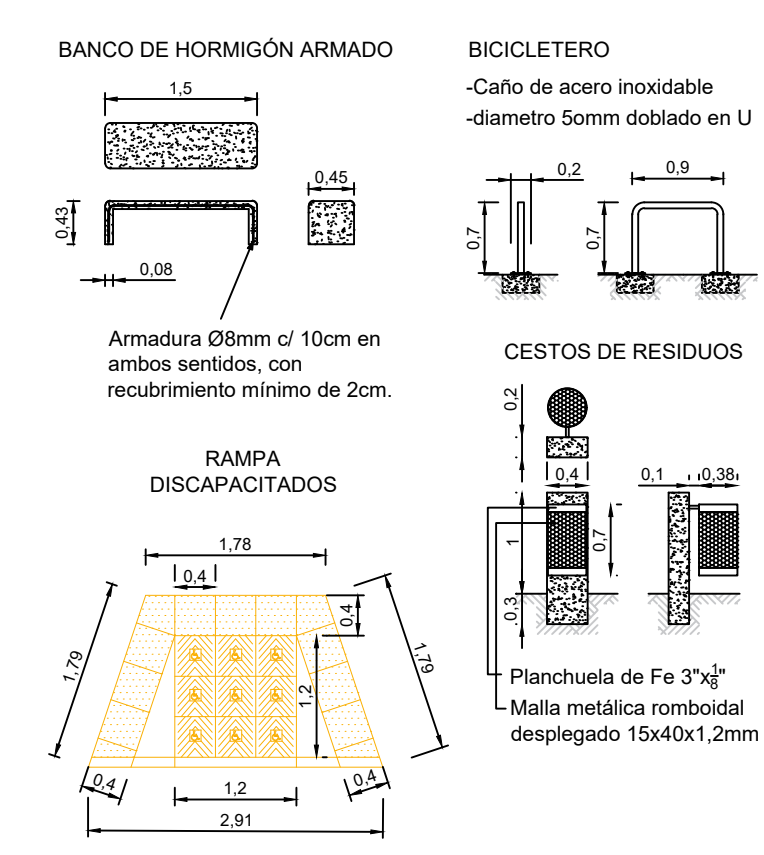 BANCO DE HORMIGÓN ARMADO
1,5
0,43
0,45
0,08
Armadura Ø8mm c/ 10cm en
ambos sentidos, con
recubrimiento mínimo de 2cm.
BICICLETERO
-Caño de acero inoxidable
-diametro 5omm doblado en U
0,2
0,9
0,7
0,7
CESTOS DE RESIDUOS
0,2
0,4
0,1
0,38
1
0,7
0,3
Planchuela de Fe 3"x1/8"
Malla metálica romboidal
desplegado 15x40x1,2mm
RAMPA
DISCAPACITADOS
1,78
0,4
0,4
1,79
1,79
1,2
0,4
1,2
0,4
2,91